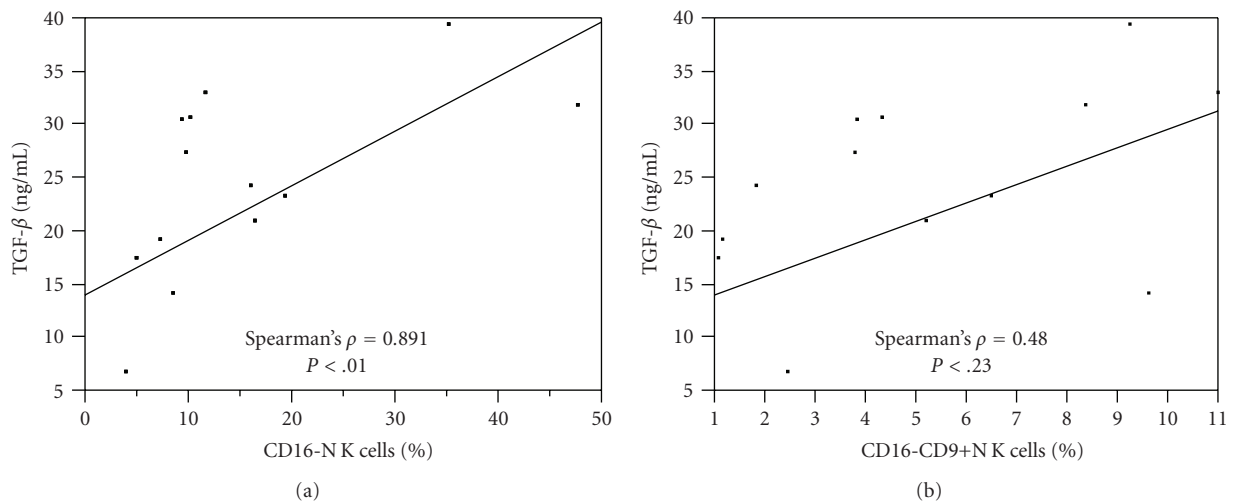 40
35
30
25
20
15
10
5
TGF-β (ng/mL)
Spearman's ρ = 0.891
P < .01
0 10 20 30 40 50
CD16-N K cells (%)
(a)
40
35
30
25
20
15
10
5
TGF-β (ng/mL)
Spearman's ρ = 0.48
P < .23
1 2 3 4 5 6 7 8 9 10 11
CD16-CD9+N K cells (%)
(b)